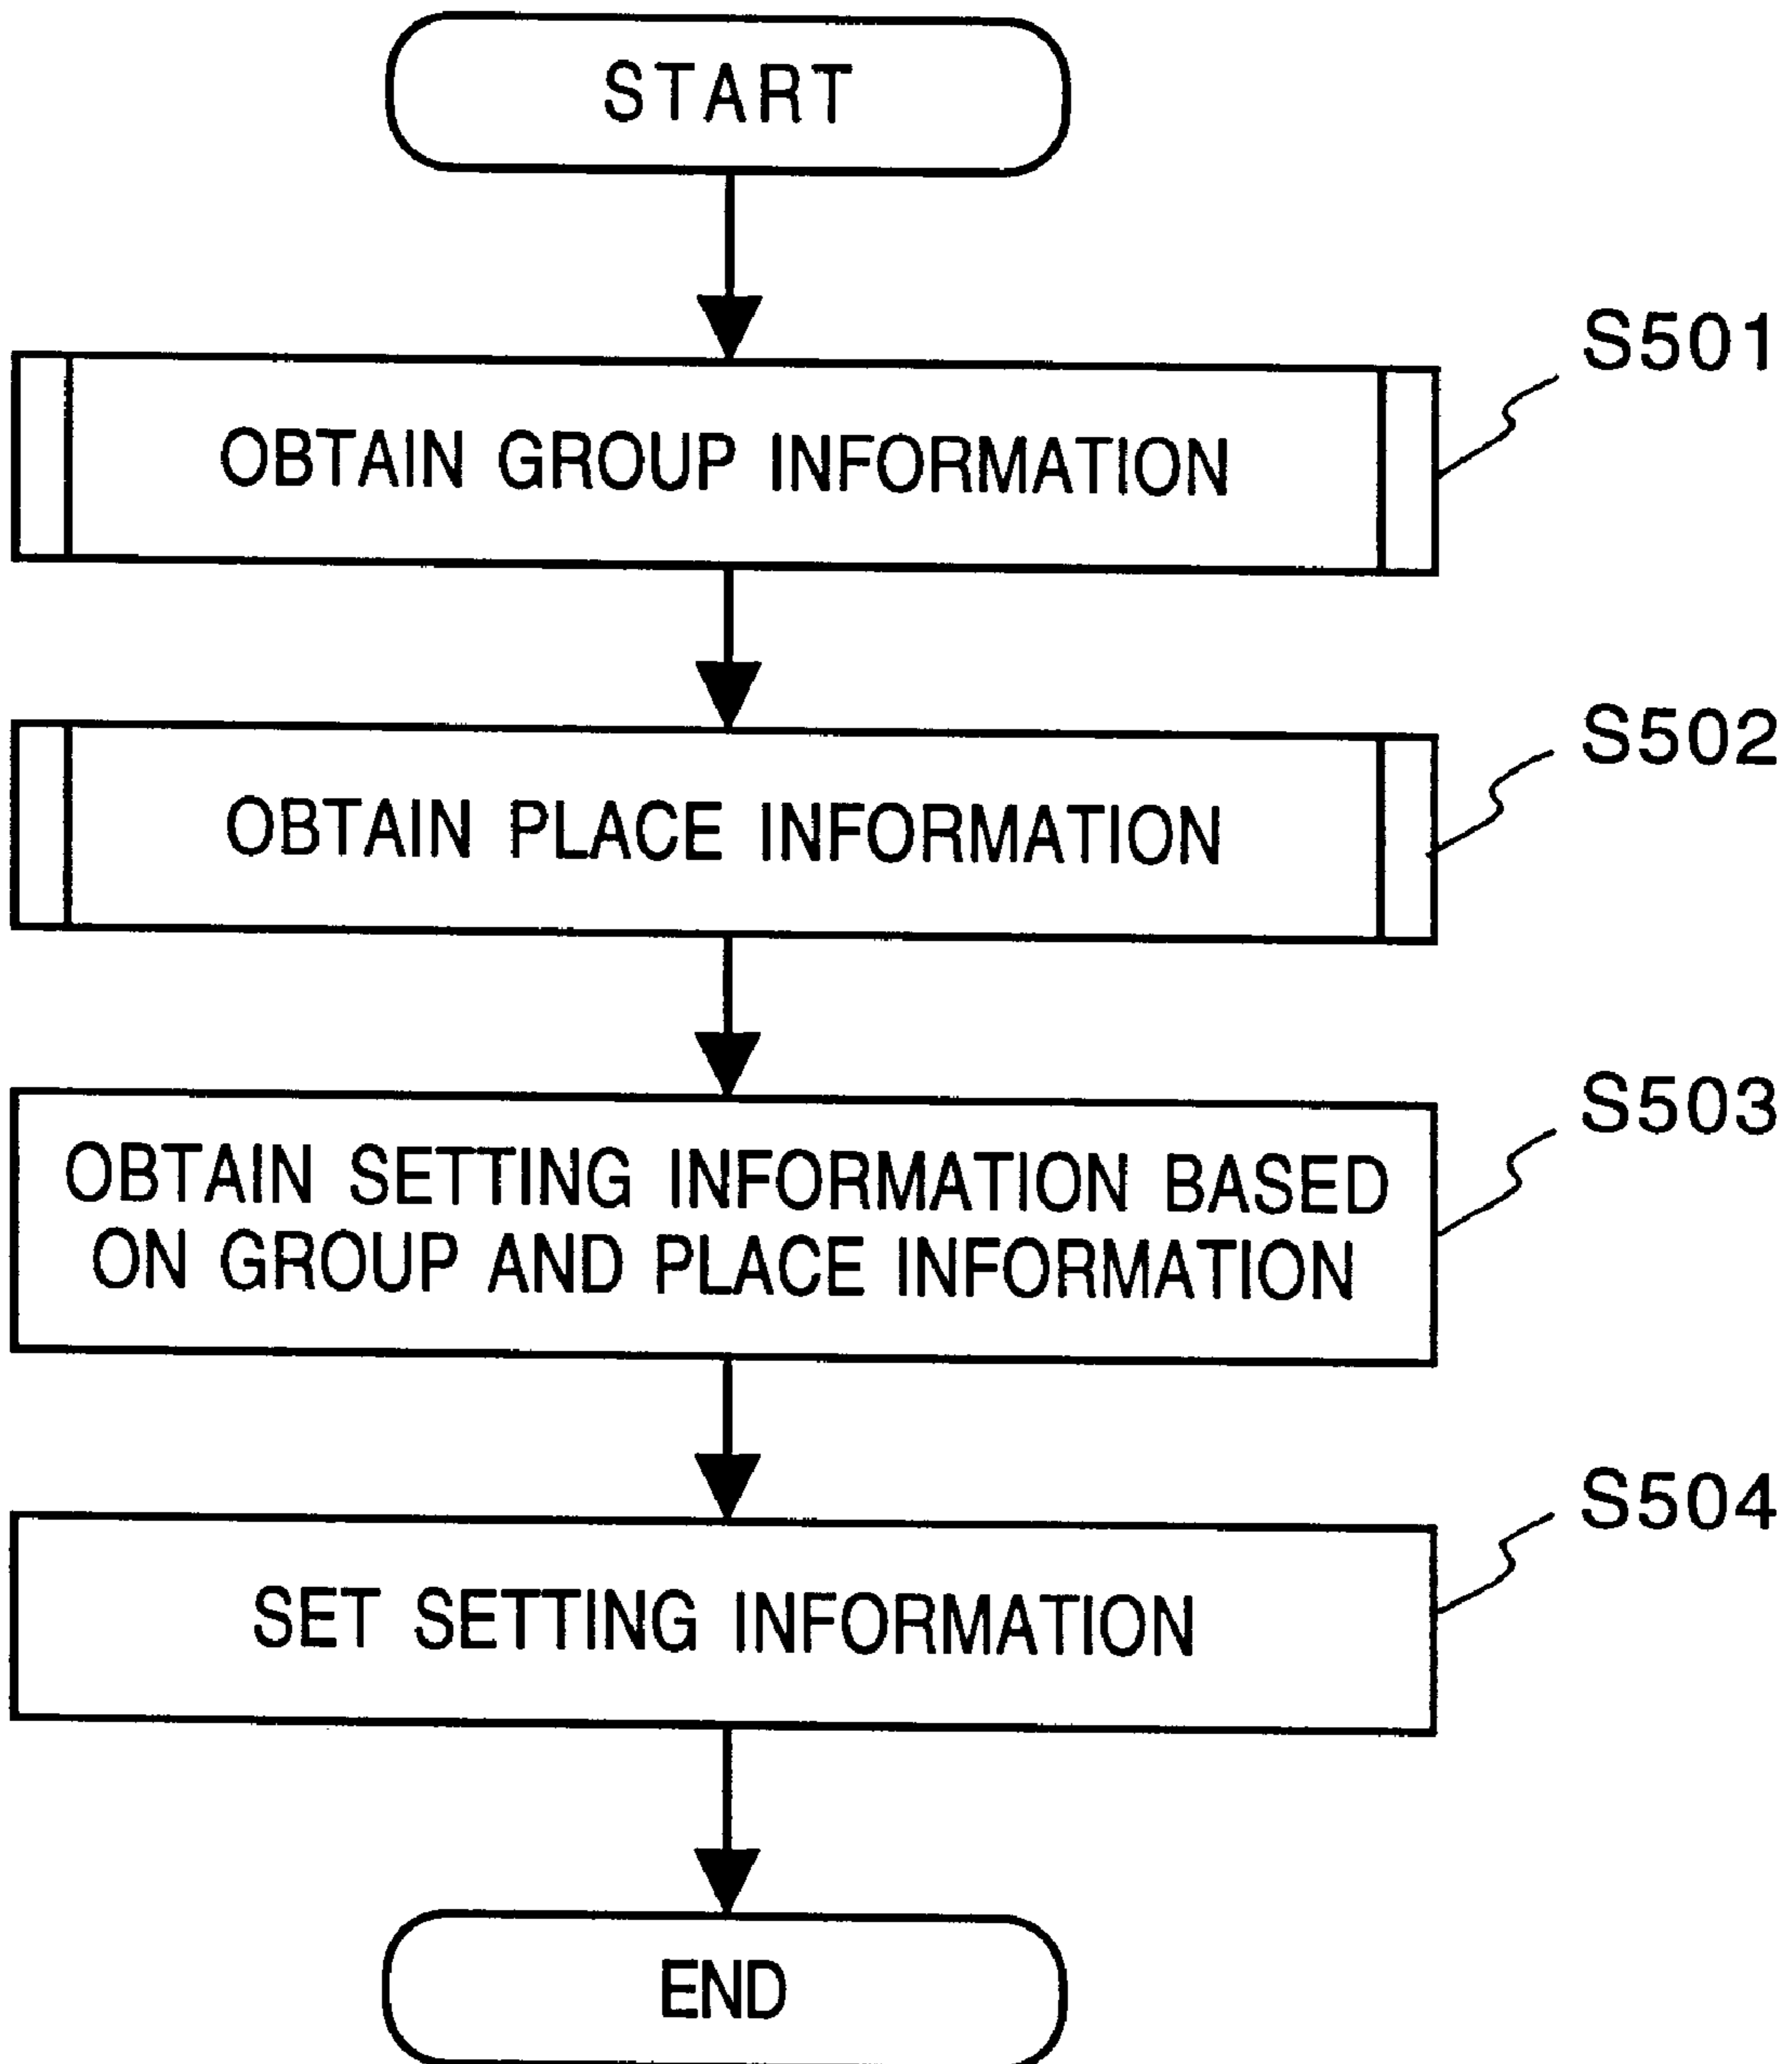 START
S501
OBTAIN GROUP INFORMATION
S502
OBTAIN PLACE INFORMATION
S503
OBTAIN SETTING INFORMATION BASED
ON GROUP AND PLACE INFORMATION
S504
SET SETTING INFORMATION
END